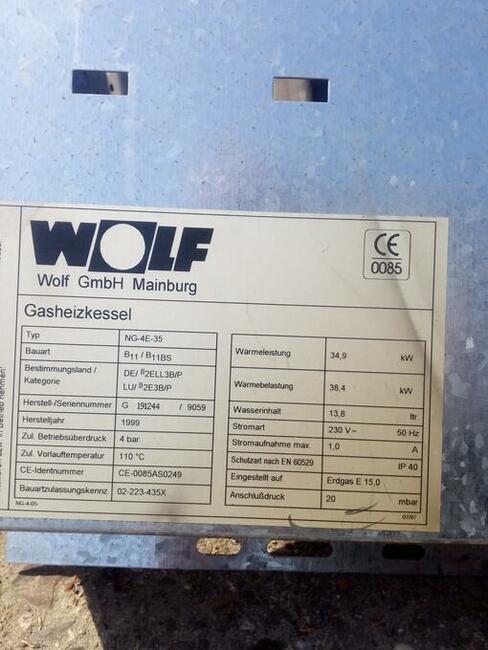 WOLF
Wolf GmbH Mainburg
CE
0085
Gasheizkessel
Typ NG-4E-35
Bauart B11 / B11BS
Bestimmungsland / Kategorie DE/ II2ELL3B/P
LU/ II2E3B/P
Herstell-/Seriennummer G 191244 / 9059
Herstelljahr 1999
Zul. Betriebsüberdruck 4 bar
Zul. Vorlauftemperatur 110 °C
CE-Identnummer CE-0085AS0249
Bauartzulassungskennz 02-223-435X
NG-4-05-
Wärmeleistung 34,9 kW
Wärmebelastung 38,4 kW
Wasserinhalt 13,8 ltr.
Stromart 230 V~ 50 Hz
Stromaufnahme max. 1,0 A
Schutzart nach EN 60529 IP 40
Eingestellt auf Erdgas E 15,0
Anschlußdruck 20 mbar
07/97